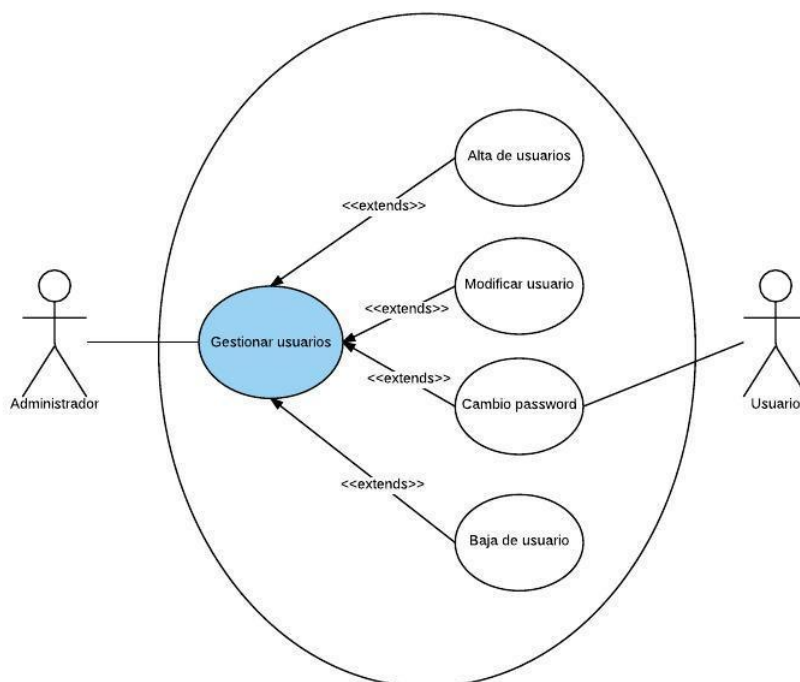 Alta de usuarios
<<extends>>
Modificar usuario
<<extends>>
Gestionar usuarios
<<extends>>
Cambio password
Administrador
Usuario
<<extends>>
Baja de usuario